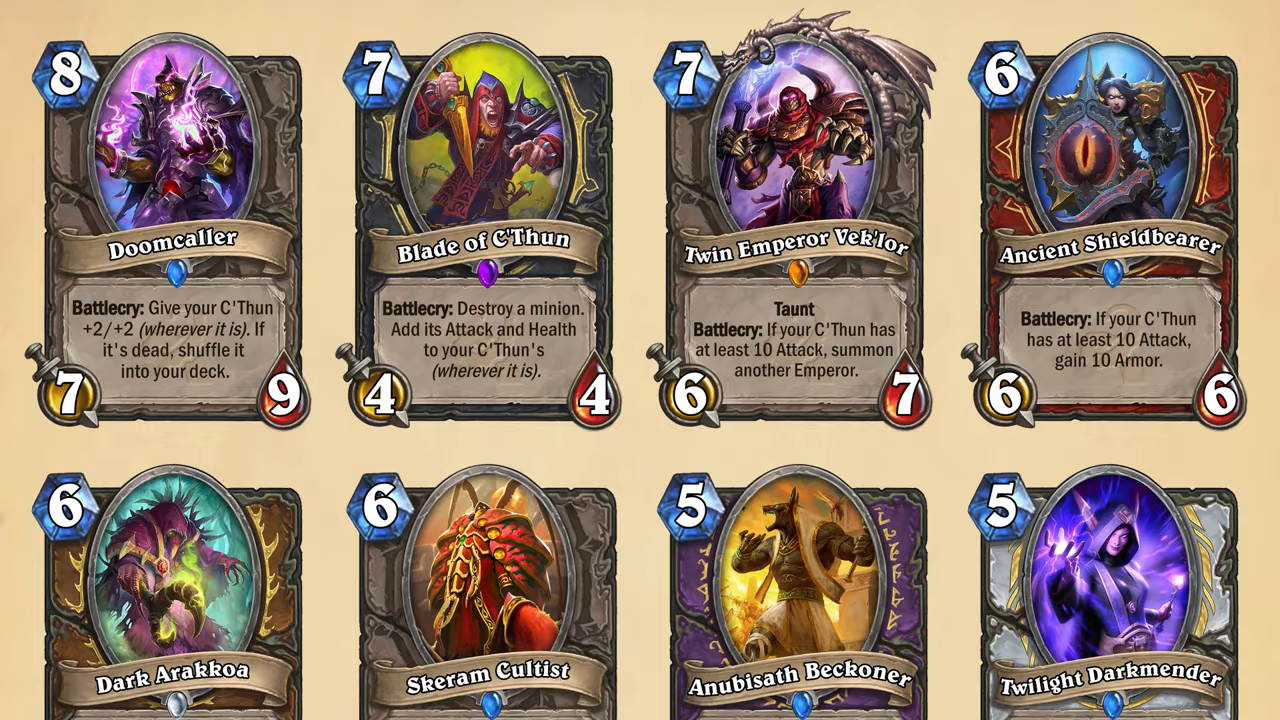 8
Doomcaller
Battlecry: Give your C'Thun
+2/+2 (wherever it is). If
it's dead, shuffle it
into your deck.
7
9
7
Blade of C'Thun
Battlecry: Destroy a minion.
Add its Attack and Health
to your C'Thun's
(wherever it is).
4
4
7
Twin Emperor Vek'lor
Taunt
Battlecry: If your C'Thun has
at least 10 Attack, summon
another Emperor.
6
7
6
Ancient Shieldbearer
Battlecry: If your C'Thun
has at least 10 Attack,
gain 10 Armor.
6
6
6
Dark Arakkoa
6
Skeram Cultist
5
Anubisath Beckoner
5
Twilight Darkmender